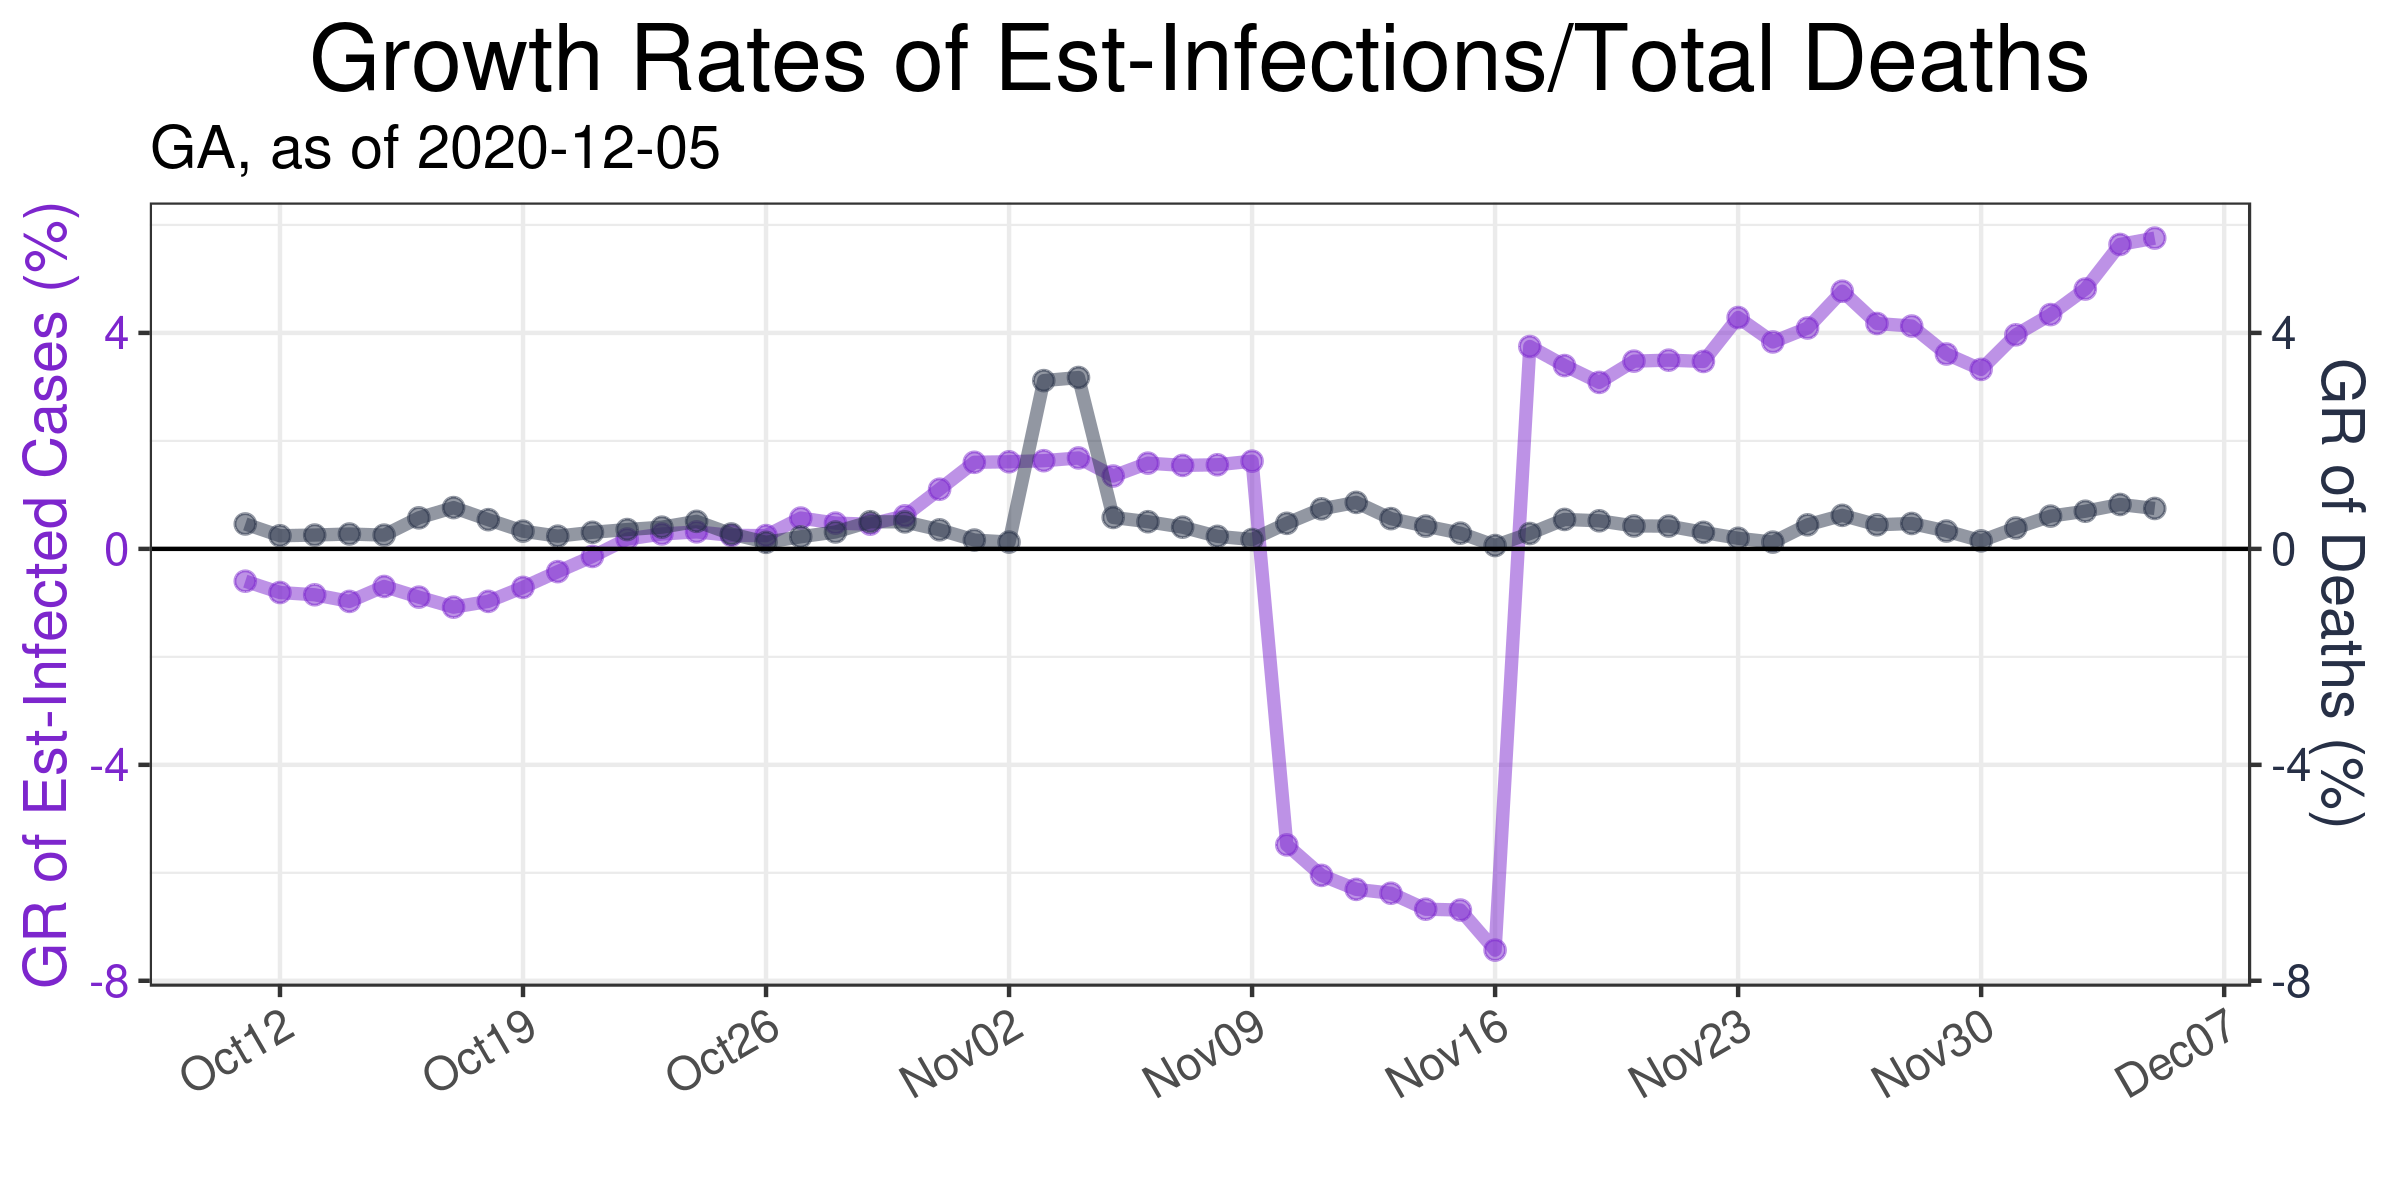 Growth Rates of Est-Infections/Total Deaths
GA, as of 2020-12-05
GR of Est-Infected Cases (%)
4
0
-4
-8
4
0
-4
-8
GR of Deaths (%)
Oct12
Oct19
Oct26
Nov02
Nov09
Nov16
Nov23
Nov30
Dec07